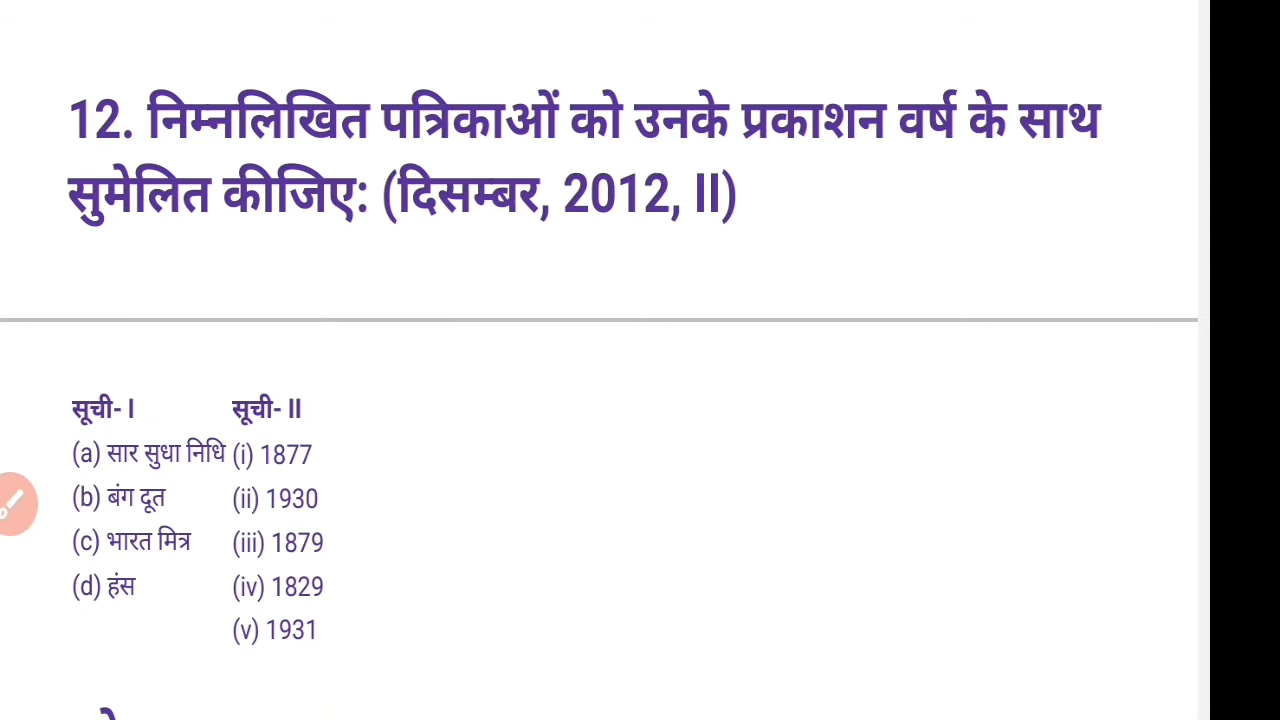 12. निम्नलिखित पत्रिकाओं को उनके प्रकाशन वर्ष के साथ
सुमेलित कीजिए: (दिसम्बर, 2012, II)
सूची- I सूची- II
(a) सार सुधा निधि (i) 1877
(b) बंग दूत (ii) 1930
(c) भारत मित्र (iii) 1879
(d) हंस (iv) 1829
(v) 1931